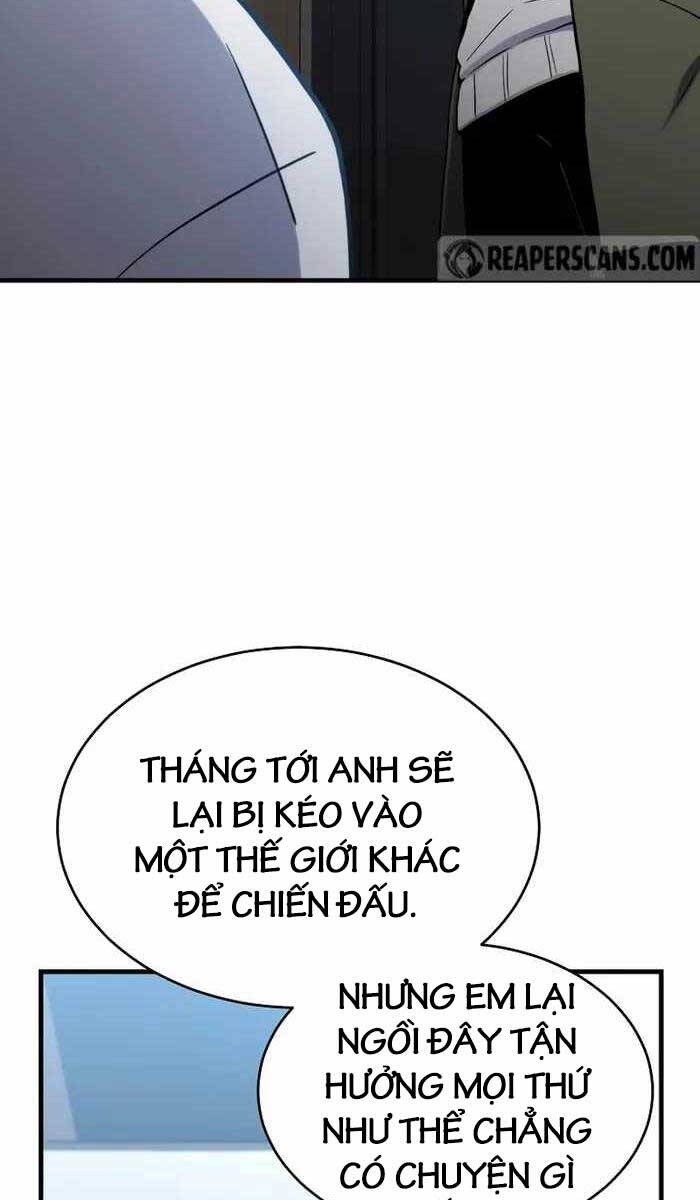 REAPERSCANS.COM
THÁNG TỚI ANH SẼ
LẠI BỊ KÉO VÀO
MỘT THẾ GIỚI KHÁC
ĐỂ CHIẾN ĐẤU.
NHƯNG EM LẠI
NGỒI ĐÂY TẬN
HƯỞNG MỌI THỨ
NHƯ THỂ CHẲNG
CÓ CHUYỆN GÌ